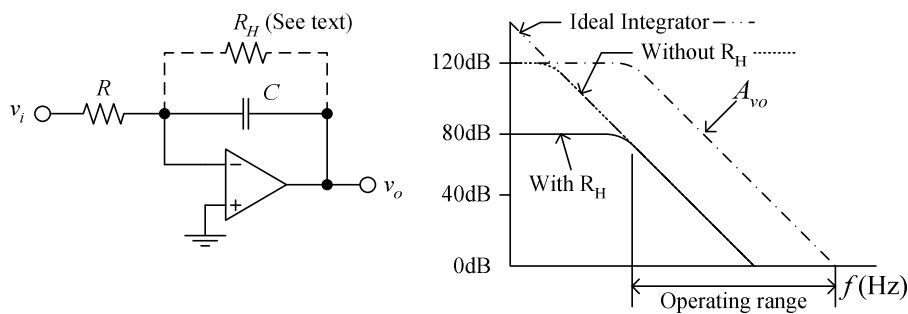 R_H (See text)
R
C
v_i
v_o
−
+
Ideal Integrator
Without R_H
120dB
A_vo
80dB
With R_H
40dB
0dB
f(Hz)
Operating range